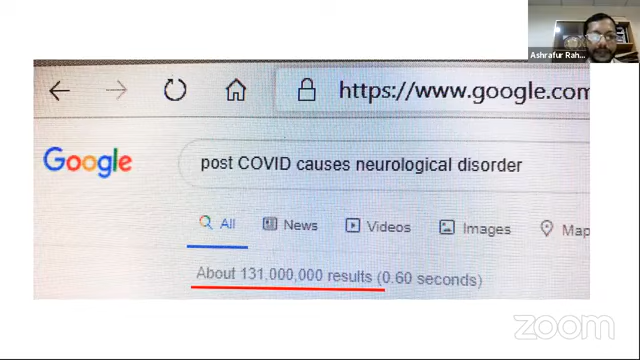 Ashrafur Rah...
https://www.google.com
Google
post COVID causes neurological disorder
All News Videos Images Map
About 131,000,000 results (0.60 seconds)
zoom